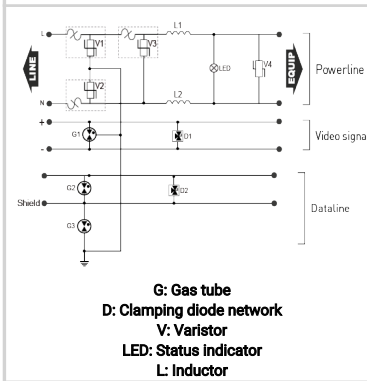 L1
L
V1
V3
LINE
LED
V4
EQUIP
Powerline
V2
N
L2
+
G1
D1
Video signa
-
G2
D2
Dataline
Shield
G3
G: Gas tube
D: Clamping diode network
V: Varistor
LED: Status indicator
L: Inductor